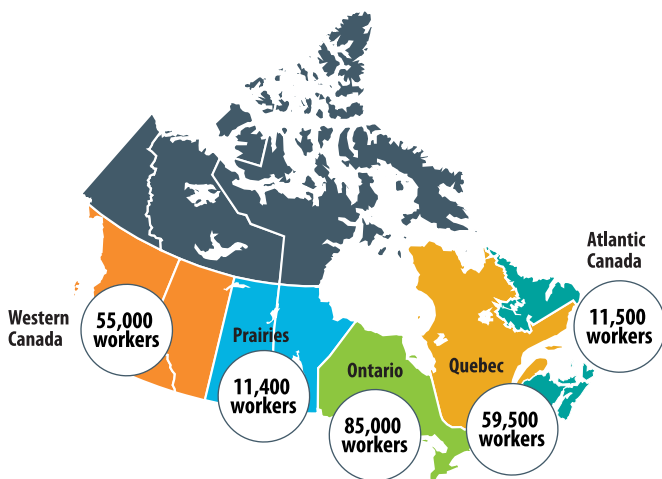 Atlantic
Canada
11,500
workers
Western
Canada
55,000
workers
Prairies
11,400
workers
Ontario
85,000
workers
Quebec
59,500
workers